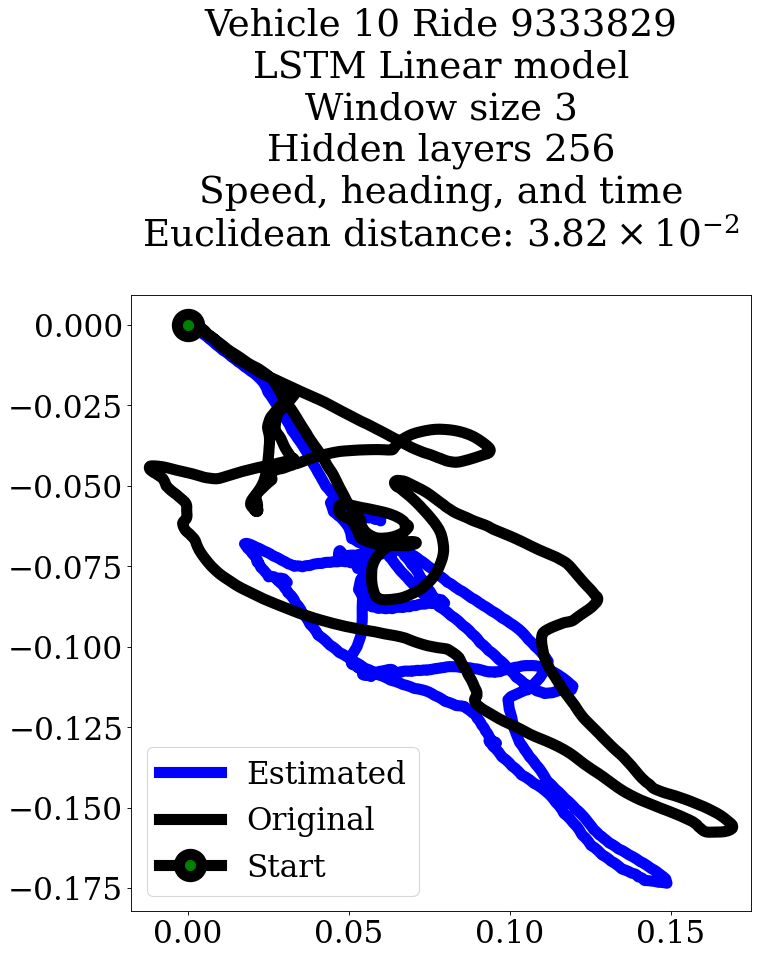 Vehicle 10 Ride 9333829
LSTM Linear model
Window size 3
Hidden layers 256
Speed, heading, and time
Euclidean distance: 3.82 × 10⁻²
0.000
−0.025
−0.050
−0.075
−0.100
−0.125
−0.150
−0.175
Estimated
Original
Start
0.00 0.05 0.10 0.15